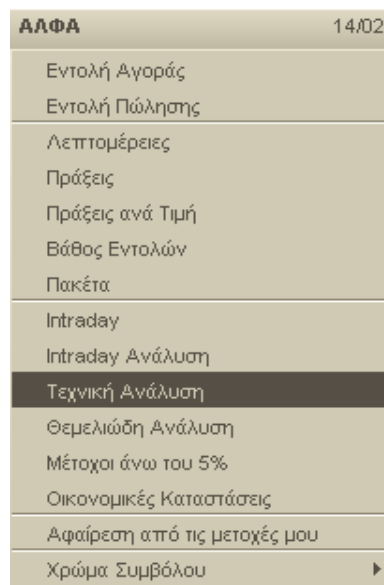 ΑΛΦΑ 14/02
Εντολή Αγοράς
Εντολή Πώλησης
Λεπτομέρειες
Πράξεις
Πράξεις ανά Τιμή
Βάθος Εντολών
Πακέτα
Intraday
Intraday Ανάλυση
Τεχνική Ανάλυση
Θεμελιώδη Ανάλυση
Μέτοχοι άνω του 5%
Οικονομικές Καταστάσεις
Αφαίρεση από τις μετοχές μου
Χρώμα Συμβόλου